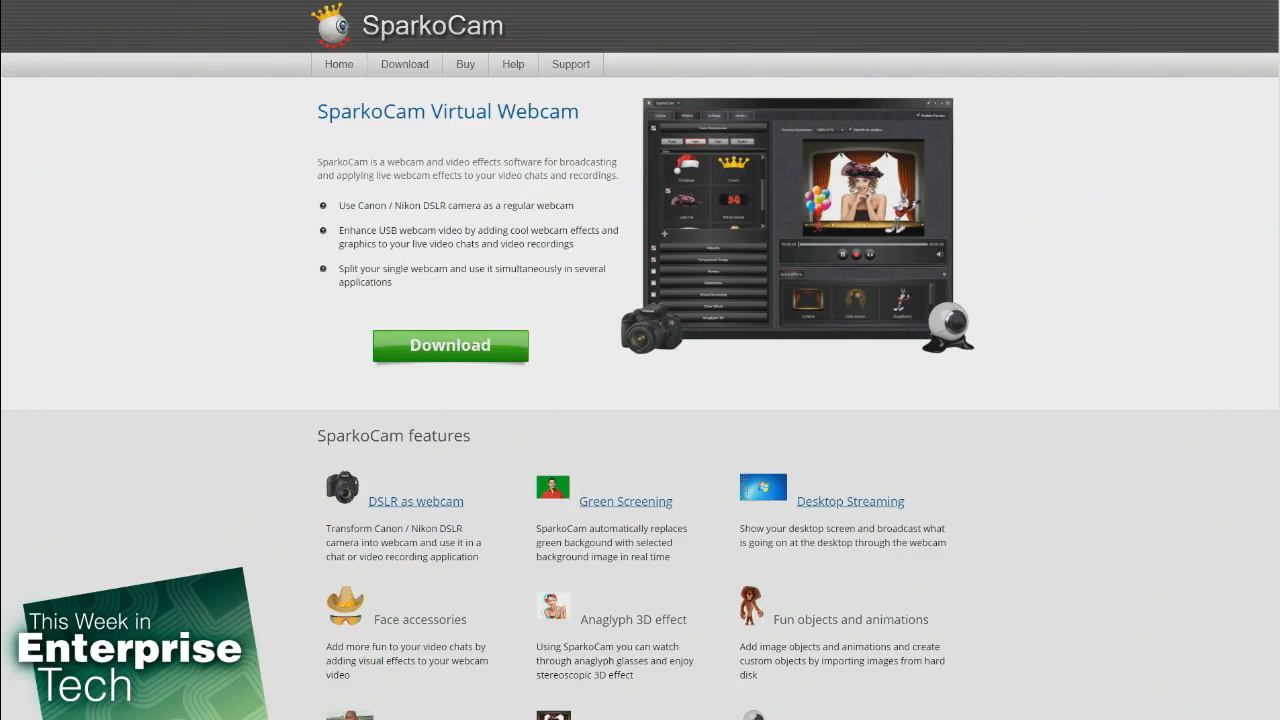 SparkoCam
Home
Download
Buy
Help
Support
SparkoCam Virtual Webcam
SparkoCam is a webcam and video effects software for broadcasting
and applying live webcam effects to your video chats and recordings.
Use Canon / Nikon DSLR camera as a regular webcam
Enhance USB webcam video by adding cool webcam effects and
graphics to your live video chats and video recordings
Split your single webcam and use it simultaneously in several
applications
Download
SparkoCam features
DSLR as webcam
Transform Canon / Nikon DSLR
camera into webcam and use it in a
chat or video recording application
Green Screening
SparkoCam automatically replaces
green backgound with selected
background image in real time
Desktop Streaming
Show your desktop screen and broadcast what
is going on at the desktop through the webcam
Face accessories
Add more fun to your video chats by
adding visual effects to your webcam
video
Anaglyph 3D effect
Using SparkoCam you can watch
through anaglyph glasses and enjoy
stereoscopic 3D effect
Fun objects and animations
Add image objects and animations and create
custom objects by importing images from hard
disk
This Week in
Enterprise
Tech